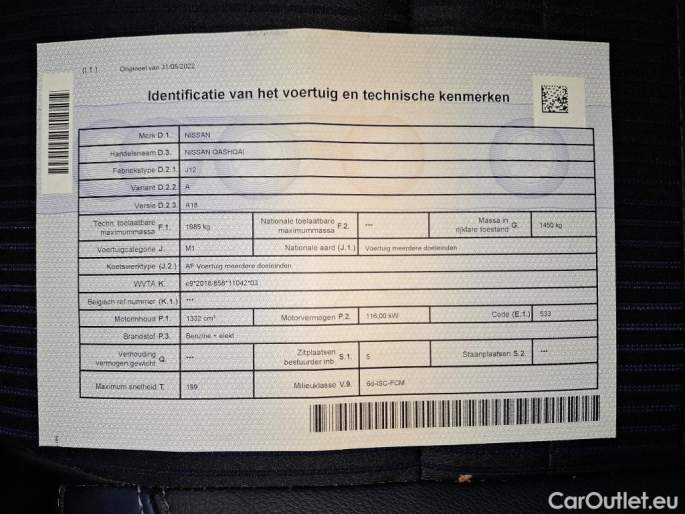 (I.1.) Origineel van 31/05/2022
Identificatie van het voertuig en technische kenmerken
Merk D.1. NISSAN
Handelsnaam D.3. NISSAN QASHQAI
Fabriekstype D.2.1. J12
Variant D.2.2. A
Versie D.2.3. A18
Techn. toelaatbare maximummassa F.1. 1985 kg Nationale toelaatbare maximummassa F.2. *** Massa in rijklare toestand G. 1450 kg
Voertuigcategorie J. M1 Nationale aard (J.1.) Voertuig meerdere doeleinden
Koetswerktype (J.2.) AF Voertuig meerdere doeleinden
WVTA K. e9*2018/858*11042*03
Belgisch ref.nummer (K.1.) ***
Motorinhoud P.1. 1332 cm³ Motorvermogen P.2. 116,00 kW Code (E.1.) 533
Brandstof P.3. Benzine + elekt
Verhouding vermogen/gewicht Q. *** Zitplaatsen bestuurder inb. S.1. 5 Staanplaatsen S.2. ***
Maximum snelheid T. 199 Milieuklasse V.9. 6d-ISC-FCM
CarOutlet.eu